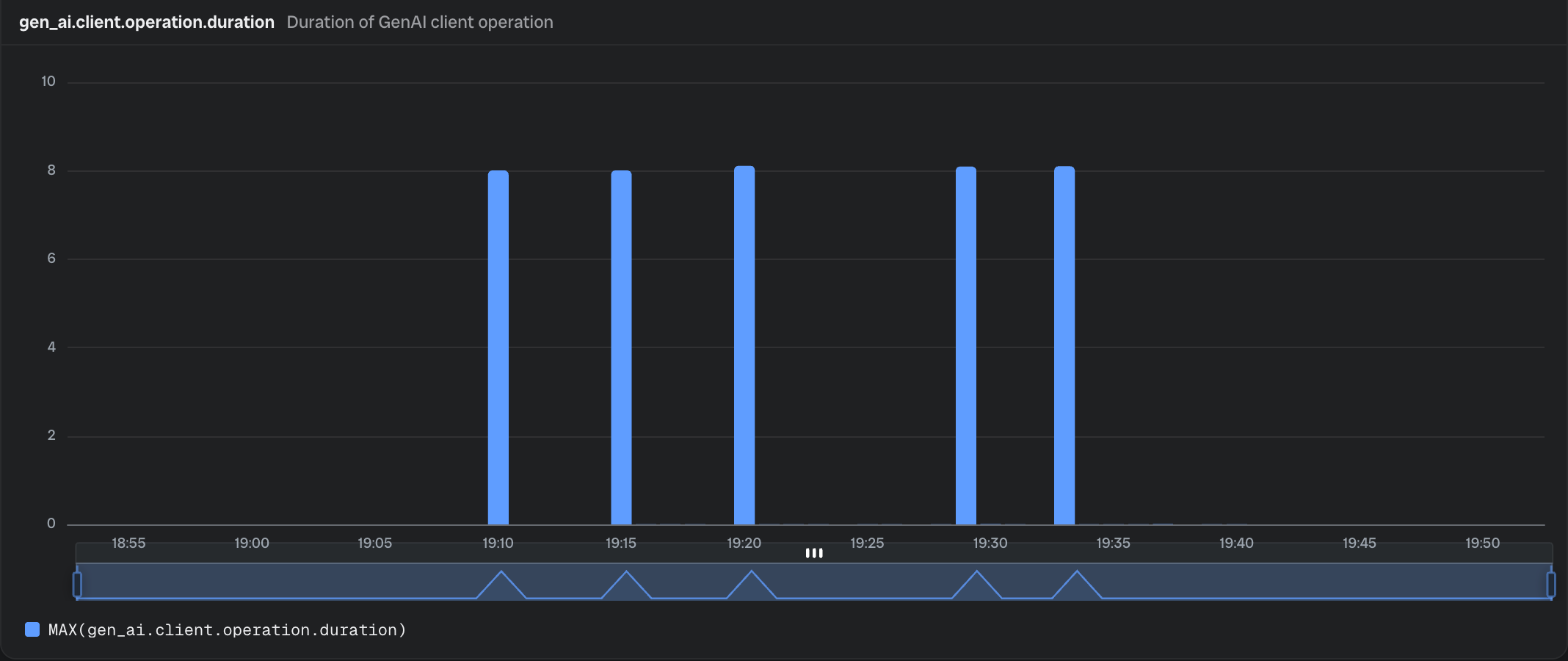 gen_ai.client.operation.duration Duration of GenAI client operation
10
8
6
4
2
0
18:55 19:00 19:05 19:10 19:15 19:20 19:25 19:30 19:35 19:40 19:45 19:50
MAX(gen_ai.client.operation.duration)